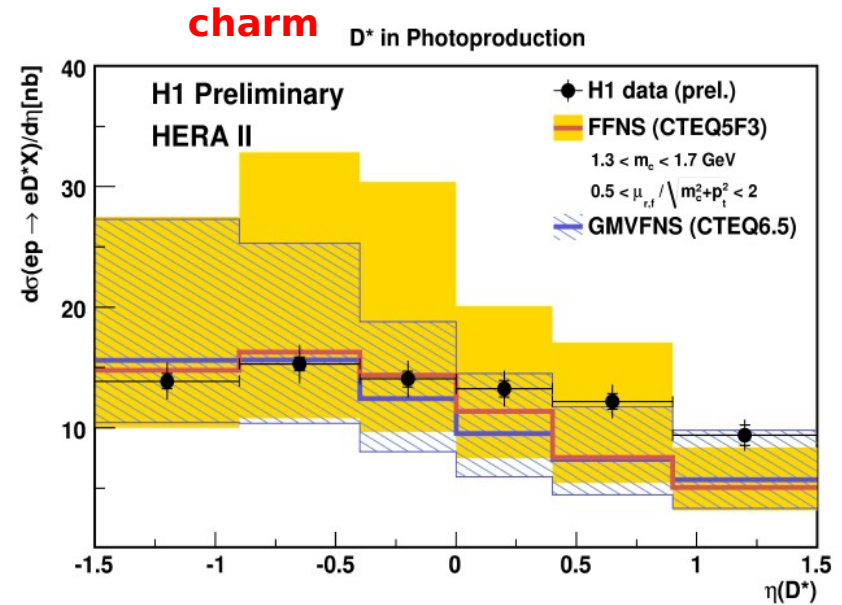 charm
D* in Photoproduction
dσ(ep → eD*X)/dη[nb]
H1 Preliminary
HERA II
H1 data (prel.)
FFNS (CTEQ5F3)
1.3 < m_c < 1.7 GeV
0.5 < μ_r,f / √m_c²+p_t² < 2
GMVFNS (CTEQ6.5)
40
30
20
10
-1.5 -1 -0.5 0 0.5 1 1.5
η(D*)